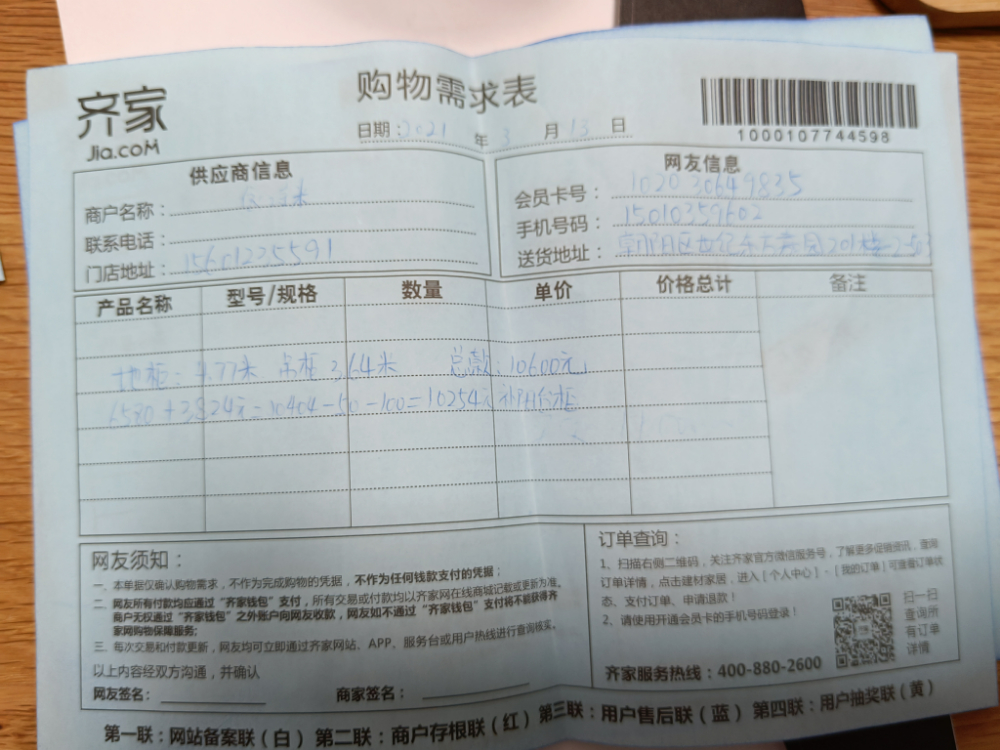 齐家
Jia.coM
购物需求表
日期：2021 年 3 月 13 日
1000107744598
供应商信息
商户名称：
联系电话：
门店地址：15601225591
网友信息
会员卡号：1020 30649835
手机号码：15010359602
送货地址：朝阳区
产品名称 型号/规格 数量 单价 价格总计 备注
地柜：4.77米 吊柜 3.64米 总款：10600元，
6580+3824元=10404-50-100=10254元 补阳台柜
网友须知：
一、本单据仅确认购物需求，不作为完成购物的凭据，不作为任何钱款支付的凭据；
二、网友所有付款均应通过“齐家钱包”支付，所有交易或付款均以齐家网在线商城记载或更新为准。
商户无权通过“齐家钱包”之外账户向网友收款，网友如不通过“齐家钱包”支付将不能获得齐
家网购物保障服务；
三、每次交易和付款更新，网友均可立即通过齐家网站、APP、服务台或用户热线进行查询核奖。
以上内容经双方沟通，并确认
网友签名： 商家签名：
订单查询：
1、扫描右侧二维码，关注齐家官方微信服务号，了解更多促销资讯，查询
订单详情，点击建材家居，进入［个人中心］-［我的订单］可查看订单状
态、支付订单、申请退款！
2、请使用开通会员卡的手机号码登录！
扫一扫
查询所
有订单
详情
齐家服务热线：400-880-2600
第一联：网站备案联（白） 第二联：商户存根联（红） 第三联：用户售后联（蓝） 第四联：用户抽奖联（黄）